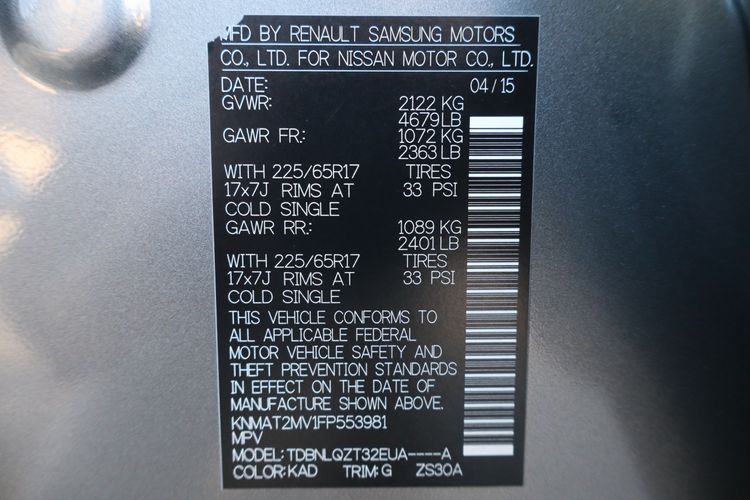 MFD BY RENAULT SAMSUNG MOTORS
CO., LTD. FOR NISSAN MOTOR CO., LTD.
DATE: 04/15
GVWR: 2122 KG
4679 LB
GAWR FR.: 1072 KG
2363 LB
WITH 225/65R17 TIRES
17x7J RIMS AT 33 PSI
COLD SINGLE
GAWR RR.: 1089 KG
2401 LB
WITH 225/65R17 TIRES
17x7J RIMS AT 33 PSI
COLD SINGLE
THIS VEHICLE CONFORMS TO
ALL APPLICABLE FEDERAL
MOTOR VEHICLE SAFETY AND
THEFT PREVENTION STANDARDS
IN EFFECT ON THE DATE OF
MANUFACTURE SHOWN ABOVE.
KNMAT2MV1FP553981
MPV
MODEL: TDBNLQZT32EUA----A
COLOR: KAD TRIM: G ZS30A